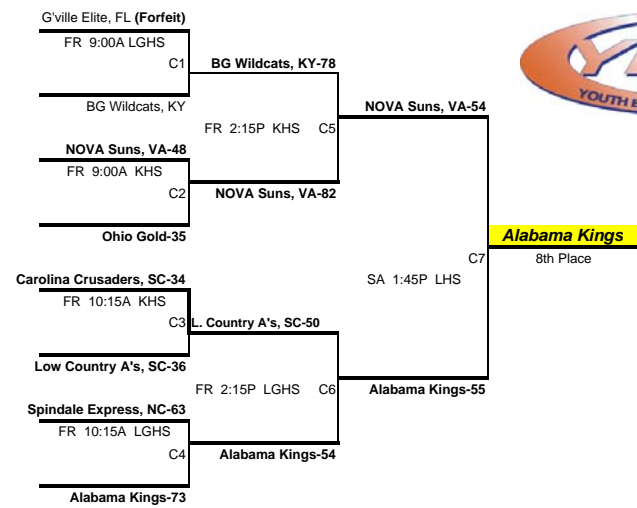 G'ville Elite, FL (Forfeit)
FR 9:00A LGHS
C1
BG Wildcats, KY-78
BG Wildcats, KY
NOVA Suns, VA-54
FR 2:15P KHS C5
NOVA Suns, VA-48
FR 9:00A KHS
C2
NOVA Suns, VA-82
Ohio Gold-35
Alabama Kings
C7
8th Place
SA 1:45P LHS
Carolina Crusaders, SC-34
FR 10:15A KHS
C3
L. Country A's, SC-50
Low Country A's, SC-36
FR 2:15P LGHS C6
Alabama Kings-55
Spindale Express, NC-63
FR 10:15A LGHS
C4
Alabama Kings-54
Alabama Kings-73
YOUTH